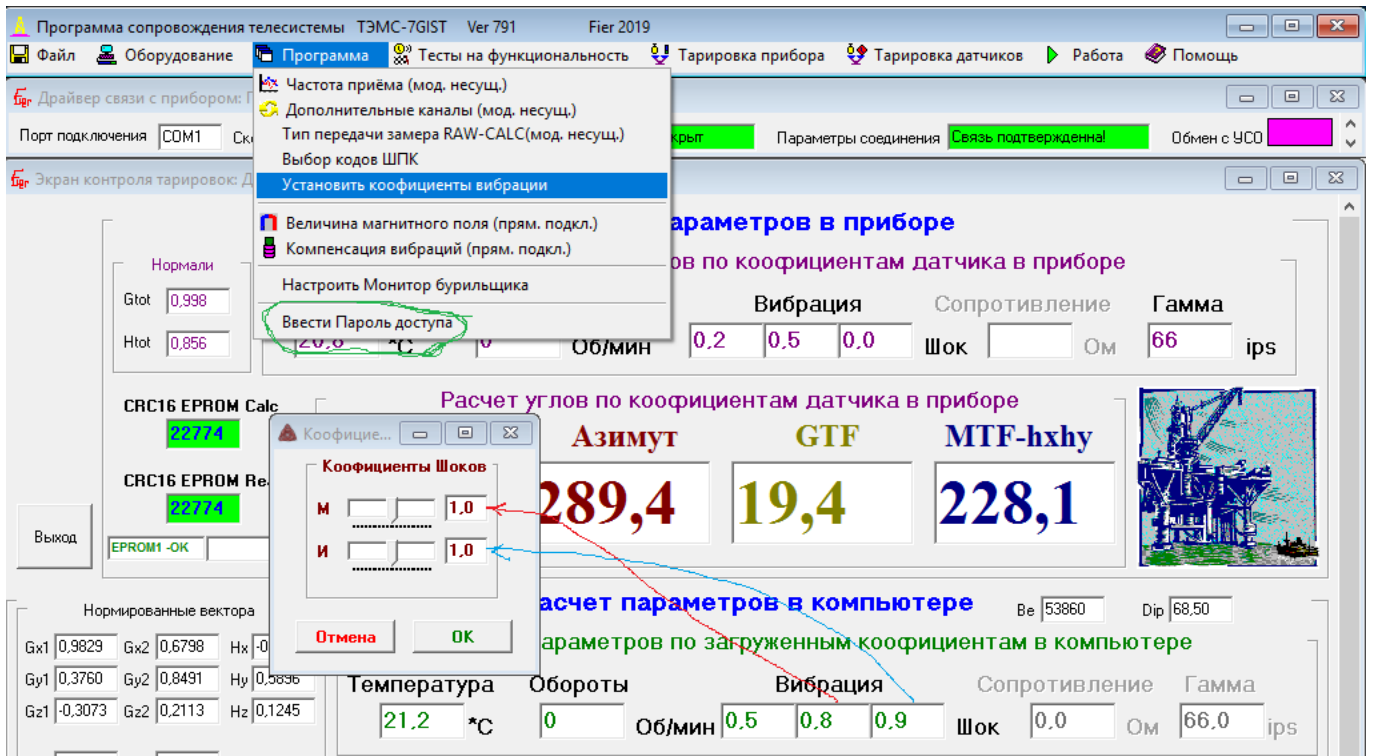 Программа сопровождения телесистемы ТЭМС-7GIST Ver 791 Fier 2019
Файл Оборудование Программа Тесты на функциональность Тарировка прибора Тарировка датчиков Работа Помощь
Частота приёма (мод. несущ.)
Дополнительные каналы (мод. несущ.)
Тип передачи замера RAW-CALC(мод. несущ.)
Выбор кодов ШПК
Установить коофициенты вибрации
Величина магнитного поля (прям. подкл.)
Компенсация вибраций (прям. подкл.)
Настроить Монитор бурильщика
Ввести Пароль доступа
Драйвер связи с прибором:
Порт подключения COM1 Параметры соединения Связь подтвержденна! Обмен с УСО
Экран контроля тарировок:
араметров в приборе
ов по коофициентам датчика в приборе
Нормали
Gtot 0,998
Htot 0,856
Вибрация Сопротивление Гамма
20,8 *C 0 Об/мин 0,2 0,5 0,0 Шок Ом 66 ips
CRC16 EPROM Calc
22774
CRC16 EPROM Re
22774
Выход
EPROM1 -OK
Расчет углов по коофициентам датчика в приборе
Азимут GTF MTF-hxhy
289,4 19,4 228,1
Коофицие...
Коофициенты Шоков
М 1,0
И 1,0
Отмена OK
асчет параметров в компьютере Be 53860 Dip 68,50
араметров по загруженным коофициентам в компьютере
Нормированные вектора
Gx1 0,9829 Gx2 0,6798 Hx -0
Gy1 0,3760 Gy2 0,8491 Hy 0,5896
Gz1 -0,3073 Gz2 0,2113 Hz 0,1245
Температура Обороты Вибрация Сопротивление Гамма
21,2 *C 0 Об/мин 0,5 0,8 0,9 Шок 0,0 Ом 66,0 ips